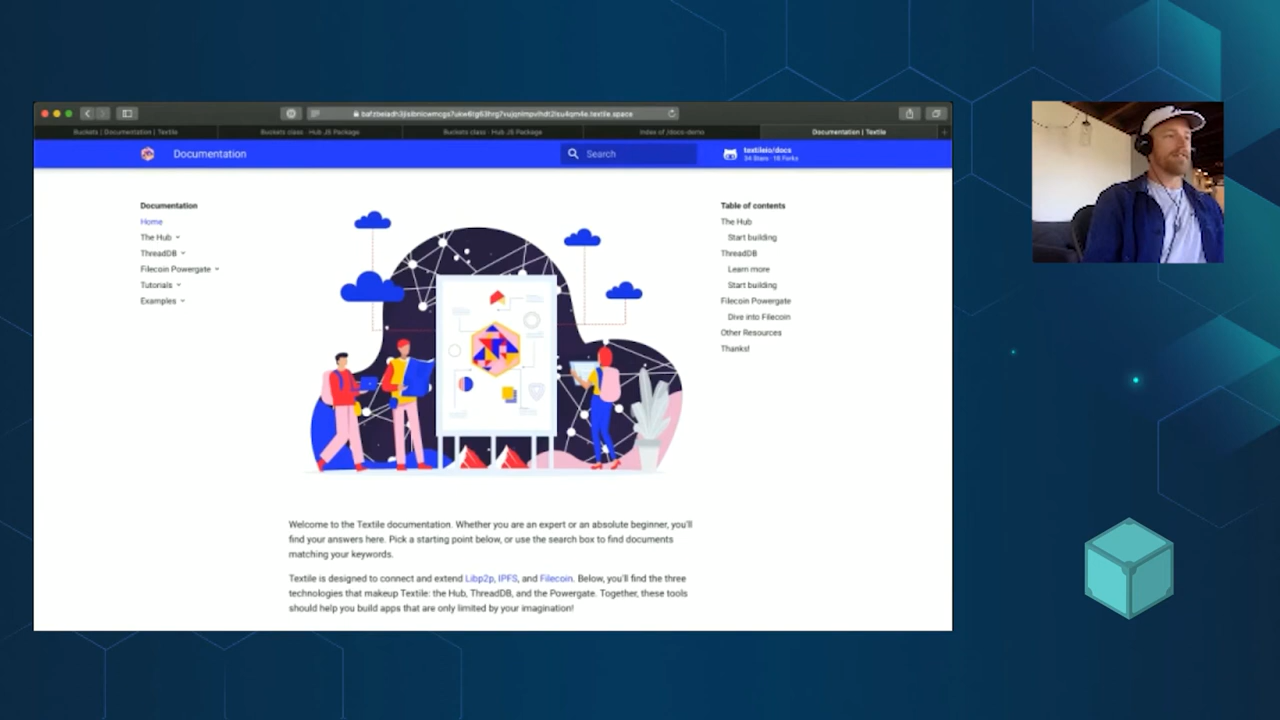 Buckets | Documentation | Textile
Buckets class · Hub JS Package
Buckets class · Hub JS Package
Index of /docs-demo
Documentation | Textile
Documentation
Search
textileio/docs
34 Stars · 16 Forks
Documentation
Home
The Hub
ThreadDB
Filecoin Powergate
Tutorials
Examples
Table of contents
The Hub
Start building
ThreadDB
Learn more
Start building
Filecoin Powergate
Dive into Filecoin
Other Resources
Thanks!
Welcome to the Textile documentation. Whether you are an expert or an absolute beginner, you'll
find your answers here. Pick a starting point below, or use the search box to find documents
matching your keywords.
Textile is designed to connect and extend Libp2p, IPFS, and Filecoin. Below, you'll find the three
technologies that makeup Textile: the Hub, ThreadDB, and the Powergate. Together, these tools
should help you build apps that are only limited by your imagination!